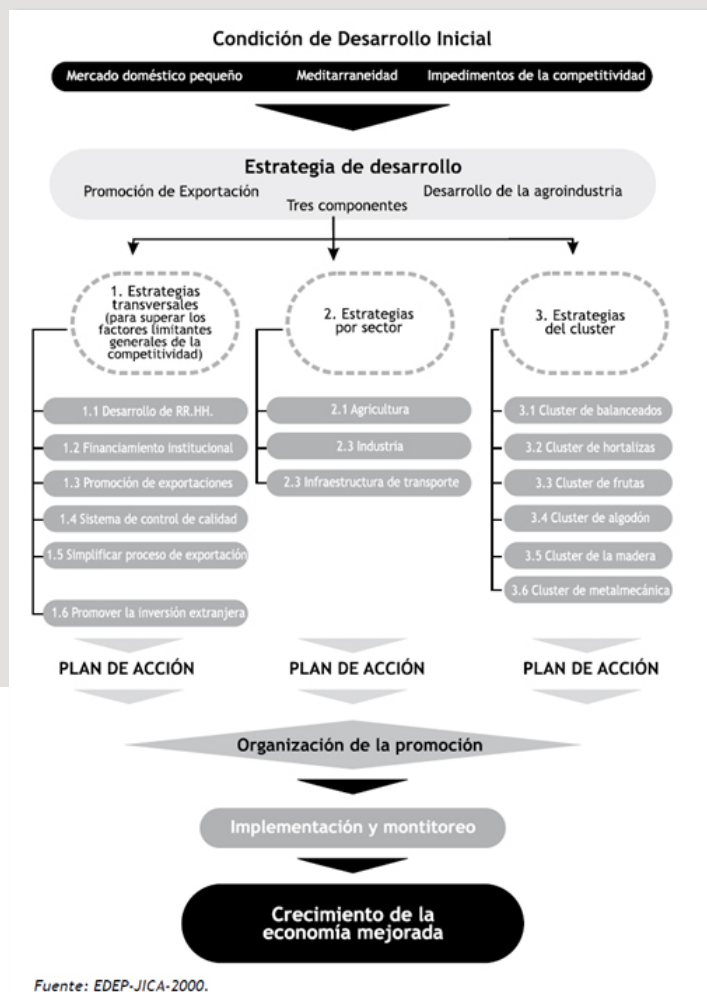 Condición de Desarrollo Inicial
Mercado doméstico pequeño Meditarraneidad Impedimentos de la competitividad
Estrategia de desarrollo
Promoción de Exportación Desarrollo de la agroindustria
Tres componentes
1. Estrategias
transversales
(para superar los
factores limitantes
generales de la
competitividad)
1.1 Desarrollo de RR.HH.
1.2 Financiamiento institucional
1.3 Promoción de exportaciones
1.4 Sistema de control de calidad
1.5 Simplificar proceso de exportación
1.6 Promover la inversión extranjera
2. Estrategias
por sector
2.1 Agricultura
2.3 Industria
2.3 Infraestructura de transporte
3. Estrategias
del cluster
3.1 Cluster de balanceados
3.2 Cluster de hortalizas
3.3 Cluster de frutas
3.4 Cluster de algodón
3.5 Cluster de la madera
3.6 Cluster de metalmecánica
PLAN DE ACCIÓN PLAN DE ACCIÓN PLAN DE ACCIÓN
Organización de la promoción
Implementación y montitoreo
Crecimiento de la
economía mejorada
Fuente: EDEP-JICA-2000.